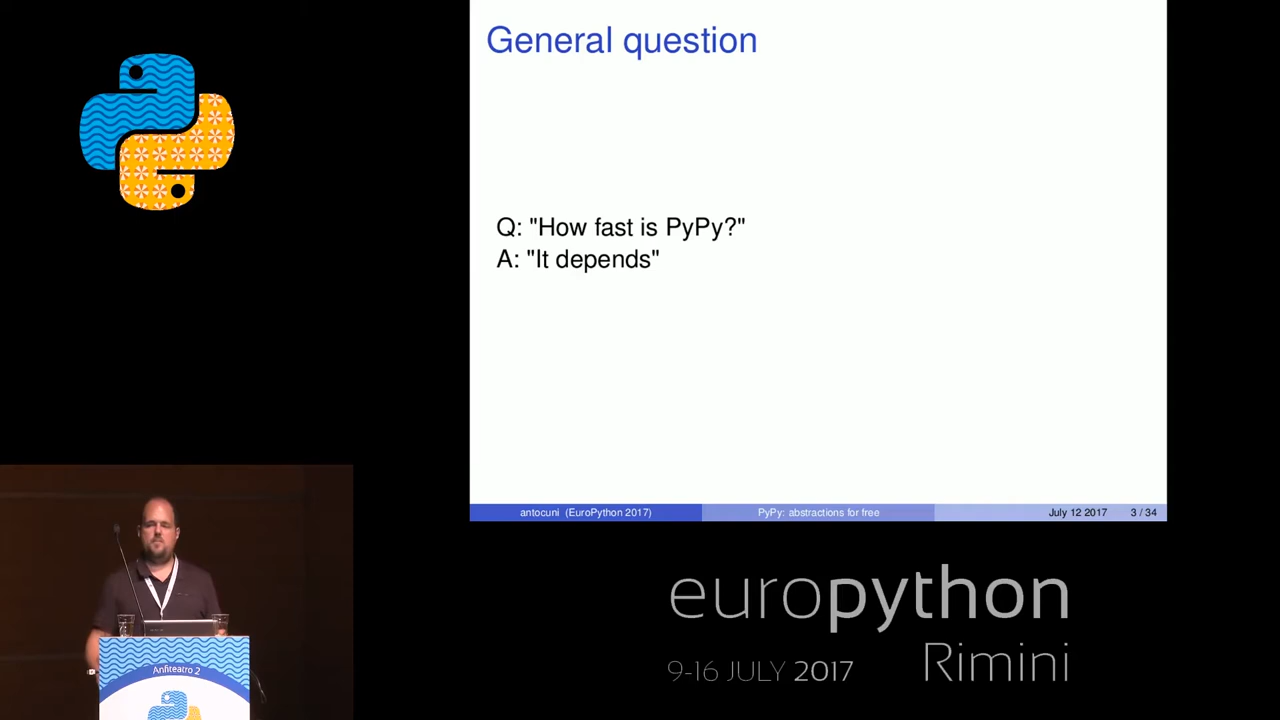 General question
Q: "How fast is PyPy?"
A: "It depends"
antocuni (EuroPython 2017) PyPy: abstractions for free July 12 2017 3 / 34
europython
Rimini
9-16 JULY 2017
Anfiteatro 2